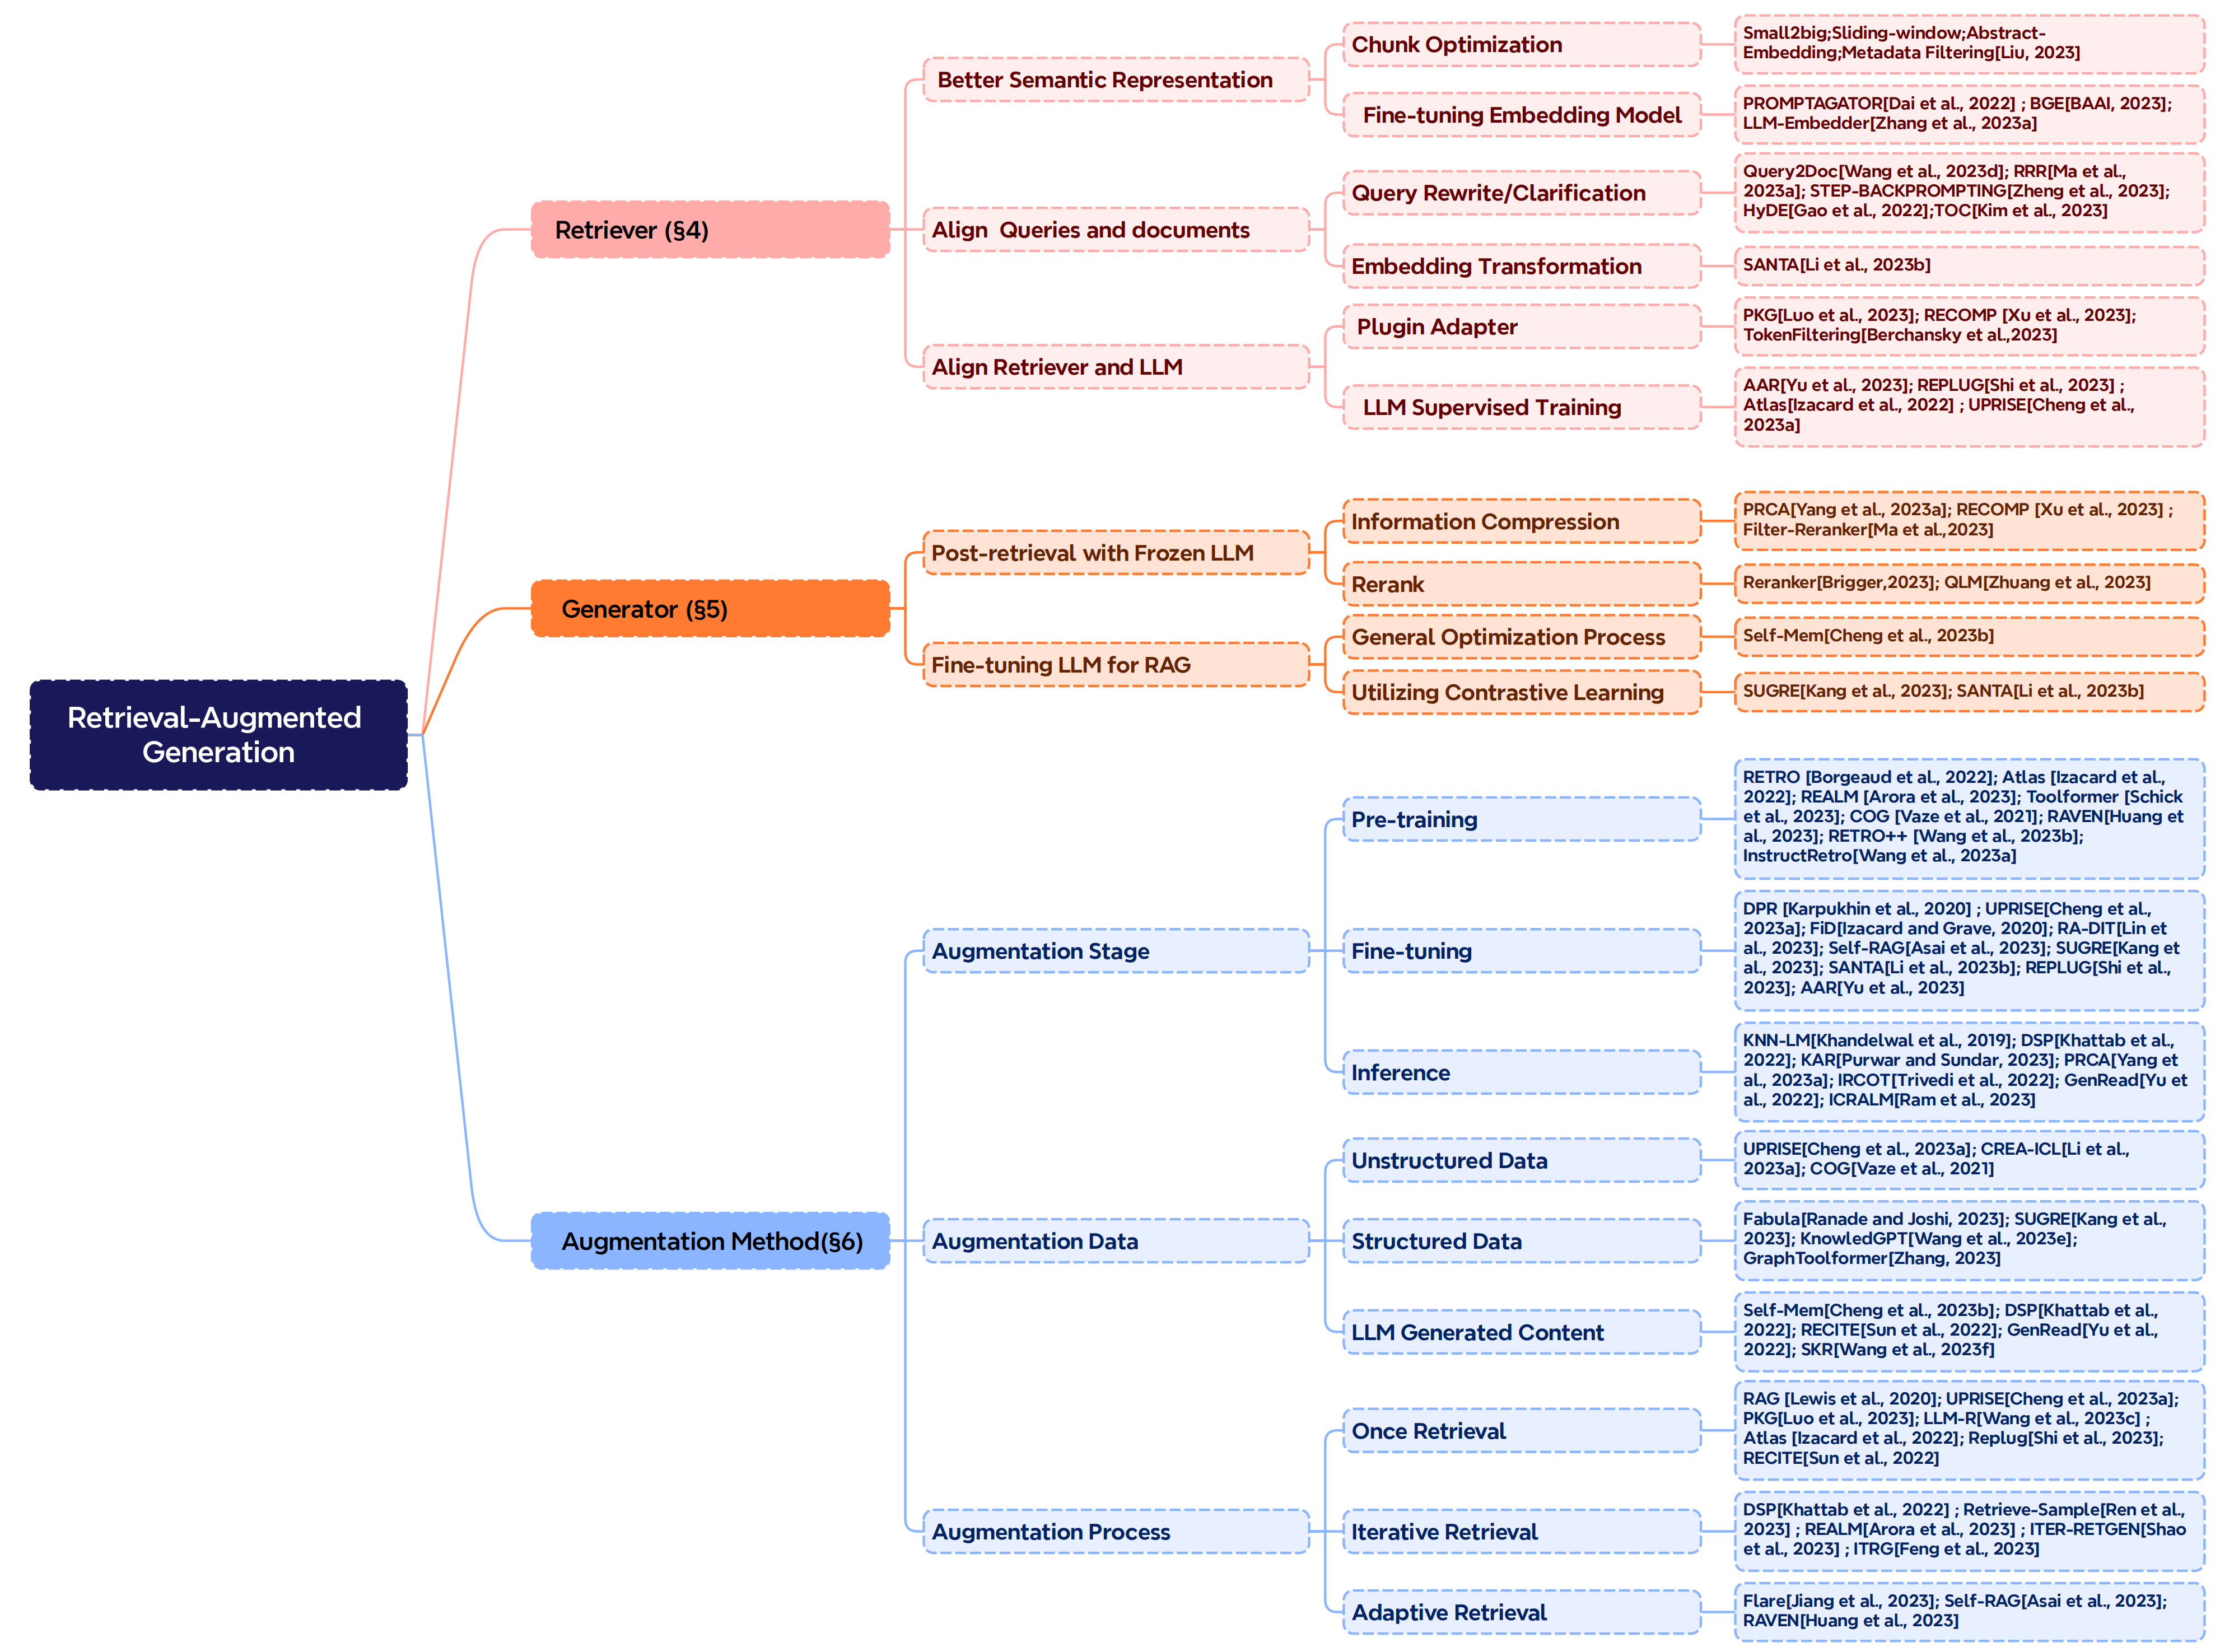 Retrieval-Augmented
Generation
Retriever (§4)
Better Semantic Representation
Chunk Optimization
Small2big;Sliding-window;Abstract-
Embedding;Metadata Filtering[Liu, 2023]
Fine-tuning Embedding Model
PROMPTAGATOR[Dai et al., 2022] ; BGE[BAAI, 2023];
LLM-Embedder[Zhang et al., 2023a]
Align  Queries and documents
Query Rewrite/Clarification
Query2Doc[Wang et al., 2023d]; RRR[Ma et al.,
2023a]; STEP-BACKPROMPTING[Zheng et al., 2023];
HyDE[Gao et al., 2022];TOC[Kim et al., 2023]
Embedding Transformation
SANTA[Li et al., 2023b]
Align Retriever and LLM
Plugin Adapter
PKG[Luo et al., 2023]; RECOMP [Xu et al., 2023];
TokenFiltering[Berchansky et al.,2023]
LLM Supervised Training
AAR[Yu et al., 2023]; REPLUG[Shi et al., 2023] ;
Atlas[Izacard et al., 2022] ; UPRISE[Cheng et al.,
2023a]
Generator (§5)
Post-retrieval with Frozen LLM
Information Compression
PRCA[Yang et al., 2023a]; RECOMP [Xu et al., 2023] ;
Filter-Reranker[Ma et al.,2023]
Rerank
Reranker[Brigger,2023]; QLM[Zhuang et al., 2023]
Fine-tuning LLM for RAG
General Optimization Process
Self-Mem[Cheng et al., 2023b]
Utilizing Contrastive Learning
SUGRE[Kang et al., 2023]; SANTA[Li et al., 2023b]
Augmentation Method(§6)
Augmentation Stage
Pre-training
RETRO [Borgeaud et al., 2022]; Atlas [Izacard et al.,
2022]; REALM [Arora et al., 2023]; Toolformer [Schick
et al., 2023]; COG [Vaze et al., 2021]; RAVEN[Huang et
al., 2023]; RETRO++ [Wang et al., 2023b];
InstructRetro[Wang et al., 2023a]
Fine-tuning
DPR [Karpukhin et al., 2020] ; UPRISE[Cheng et al.,
2023a]; FiD[Izacard and Grave, 2020]; RA-DIT[Lin et
al., 2023]; Self-RAG[Asai et al., 2023]; SUGRE[Kang et
al., 2023]; SANTA[Li et al., 2023b]; REPLUG[Shi et al.,
2023]; AAR[Yu et al., 2023]
Inference
KNN-LM[Khandelwal et al., 2019]; DSP[Khattab et al.,
2022]; KAR[Purwar and Sundar, 2023]; PRCA[Yang et
al., 2023a]; IRCOT[Trivedi et al., 2022]; GenRead[Yu et
al., 2022]; ICRALM[Ram et al., 2023]
Augmentation Data
Unstructured Data
UPRISE[Cheng et al., 2023a]; CREA-ICL[Li et al.,
2023a]; COG[Vaze et al., 2021]
Structured Data
Fabula[Ranade and Joshi, 2023]; SUGRE[Kang et al.,
2023]; KnowledGPT[Wang et al., 2023e];
GraphToolformer[Zhang, 2023]
LLM Generated Content
Self-Mem[Cheng et al., 2023b]; DSP[Khattab et al.,
2022]; RECITE[Sun et al., 2022]; GenRead[Yu et al.,
2022]; SKR[Wang et al., 2023f]
Augmentation Process
Once Retrieval
RAG [Lewis et al., 2020]; UPRISE[Cheng et al., 2023a];
PKG[Luo et al., 2023]; LLM-R[Wang et al., 2023c] ;
Atlas [Izacard et al., 2022]; Replug[Shi et al., 2023];
RECITE[Sun et al., 2022]
Iterative Retrieval
DSP[Khattab et al., 2022] ; Retrieve-Sample[Ren et al.,
2023] ; REALM[Arora et al., 2023] ; ITER-RETGEN[Shao
et al., 2023] ; ITRG[Feng et al., 2023]
Adaptive Retrieval
Flare[Jiang et al., 2023]; Self-RAG[Asai et al., 2023];
RAVEN[Huang et al., 2023]